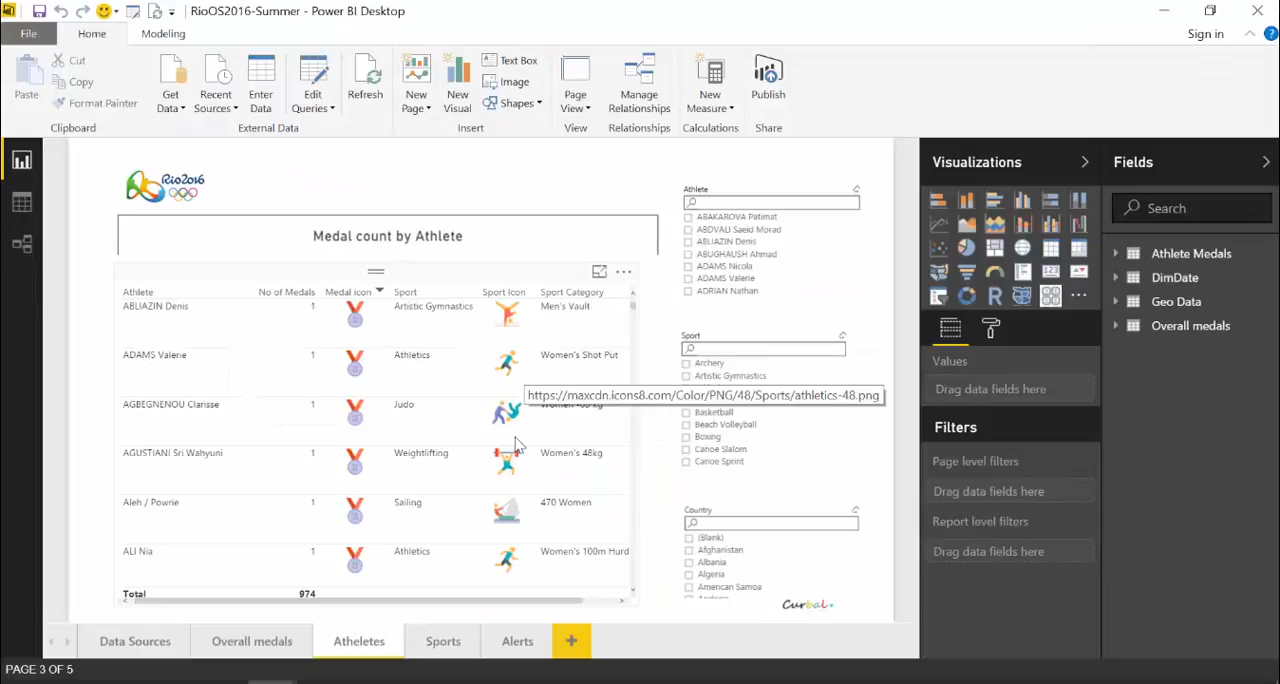 RioOS2016-Summer - Power BI Desktop
File
Home
Modeling
Sign in
Paste
Cut
Copy
Format Painter
Clipboard
Get Data
Recent Sources
Enter Data
Edit Queries
Refresh
External Data
New Page
New Visual
Text Box
Image
Shapes
Insert
Page View
View
Manage Relationships
Relationships
New Measure
Calculations
Publish
Share
Rio2016
Medal count by Athlete
Athlete No of Medals Medal icon Sport Sport Icon Sport Category
ABLIAZIN Denis 1 Artistic Gymnastics Men's Vault
ADAMS Valerie 1 Athletics Women's Shot Put
https://maxcdn.icons8.com/Color/PNG/48/Sports/athletics-48.png
AGBEGNENOU Clarisse 1 Judo
AGUSTIANI Sri Wahyuni 1 Weightlifting Women's 48kg
Aleh / Powrie 1 Sailing 470 Women
ALI Nia 1 Athletics Women's 100m Hurd
Total 974
Athlete
ABAKAROVA Patimat
ABDVALI Saeid Morad
ABLIAZIN Denis
ABUGHAUSH Ahmad
ADAMS Nicola
ADAMS Valerie
ADRIAN Nathan
Sport
Archery
Artistic Gymnastics
Basketball
Beach Volleyball
Boxing
Canoe Slalom
Canoe Sprint
Country
(Blank)
Afghanistan
Albania
Algeria
American Samoa
Curbal
Visualizations
Values
Drag data fields here
Filters
Page level filters
Drag data fields here
Report level filters
Drag data fields here
Fields
Search
Athlete Medals
DimDate
Geo Data
Overall medals
Data Sources
Overall medals
Atheletes
Sports
Alerts
PAGE 3 OF 5